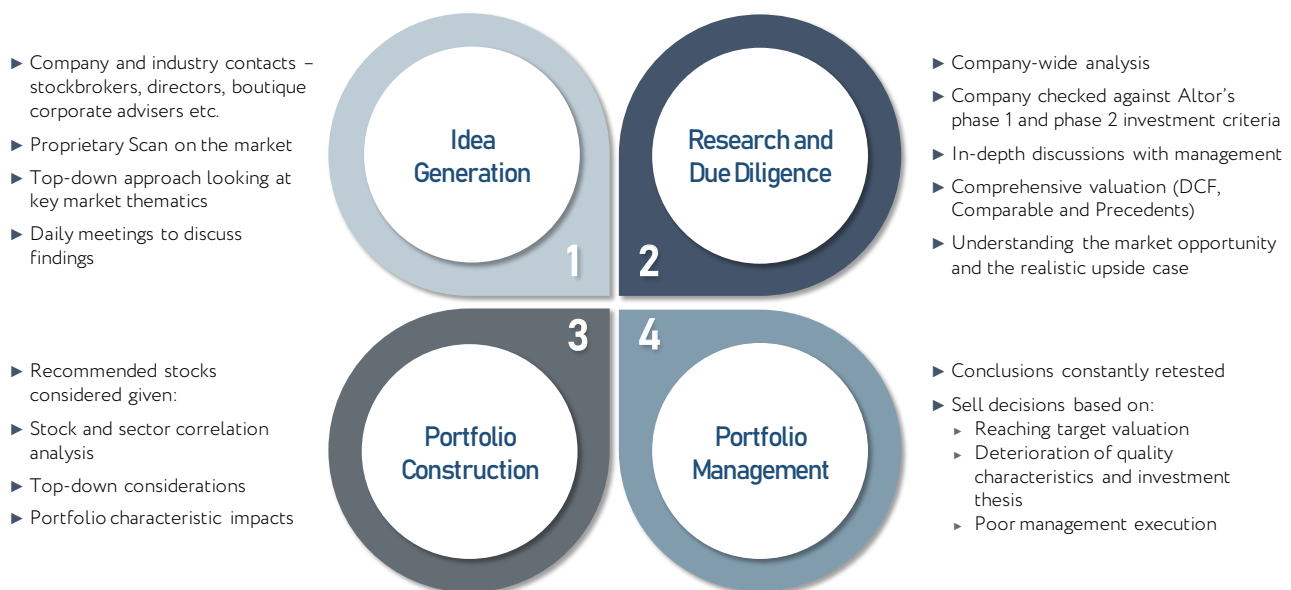 ► Company and industry contacts –
stockbrokers, directors, boutique
corporate advisers etc.
► Proprietary Scan on the market
► Top-down approach looking at
key market thematics
► Daily meetings to discuss
findings
Idea
Generation
1
Research and
Due Diligence
2
► Company-wide analysis
► Company checked against Altor's
phase 1 and phase 2 investment criteria
► In-depth discussions with management
► Comprehensive valuation (DCF,
Comparable and Precedents)
► Understanding the market opportunity
and the realistic upside case
► Recommended stocks
considered given:
► Stock and sector correlation
analysis
► Top-down considerations
► Portfolio characteristic impacts
3
Portfolio
Construction
4
Portfolio
Management
► Conclusions constantly retested
► Sell decisions based on:
► Reaching target valuation
► Deterioration of quality
characteristics and investment
thesis
► Poor management execution